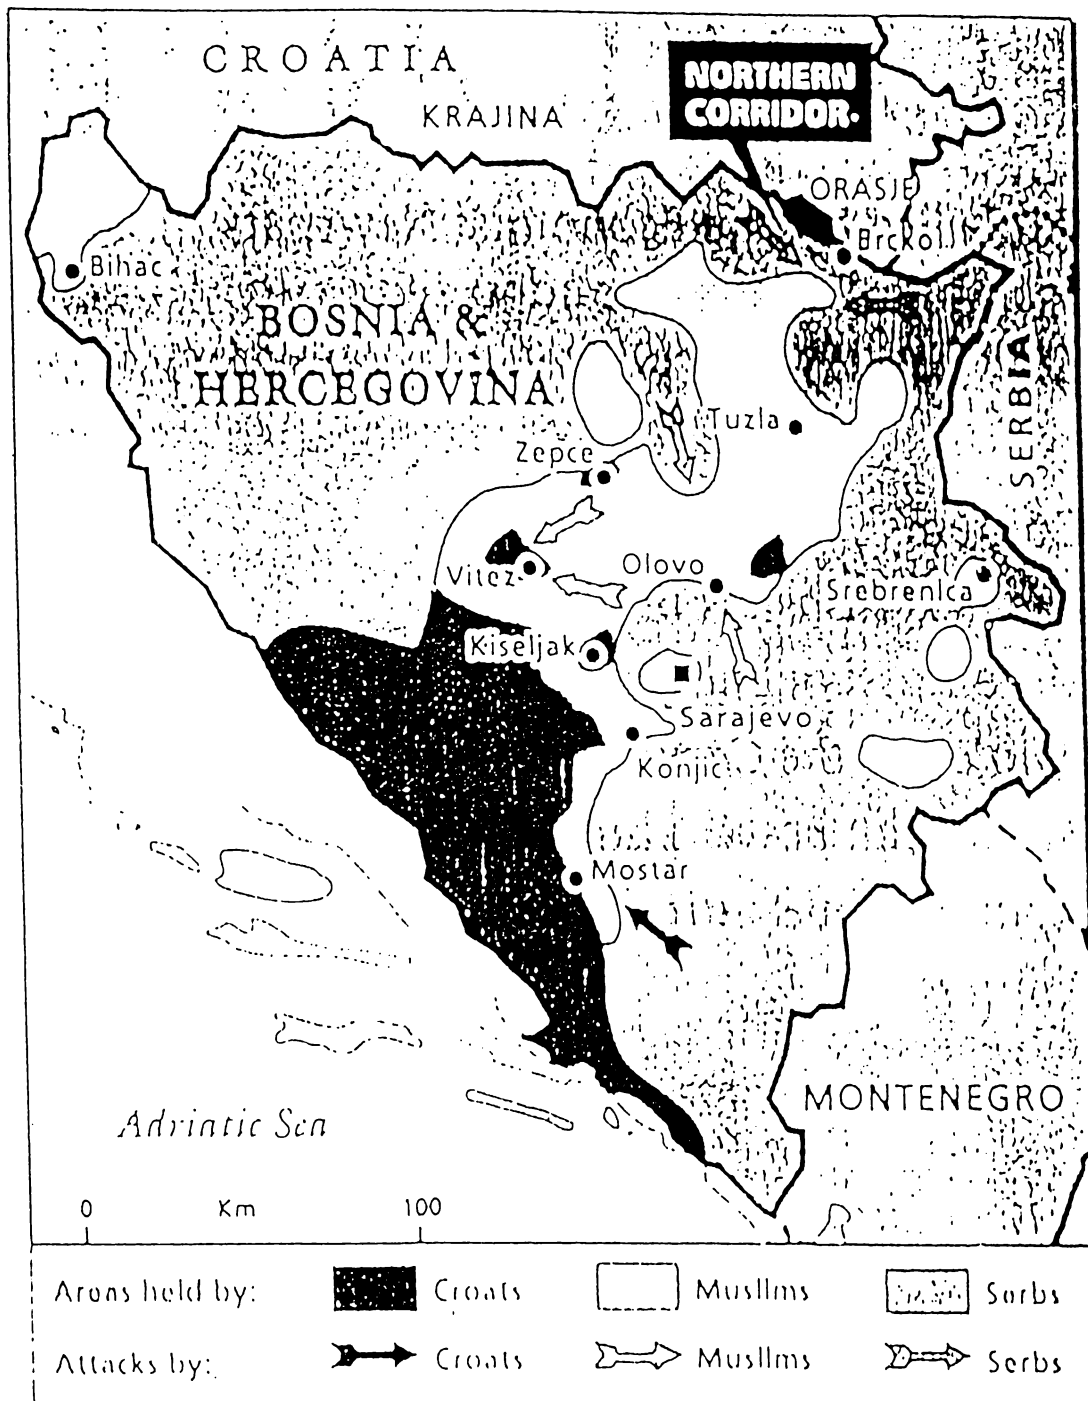 CROATIA
NORTHERN
CORRIDOR
KRAJINA
ORASJE
Brcko
Bihac
BOSNIA &
HERCEGOVINA
SERBIA
Tuzla
Zepce
Olovo
Vitez
Srebrenica
Kiseljak
Sarajevo
Konjic
Mostar
MONTENEGRO
Adriatic Sea
0 Km 100
Areas held by: Croats Muslims Serbs
Attacks by: Croats Muslims Serbs